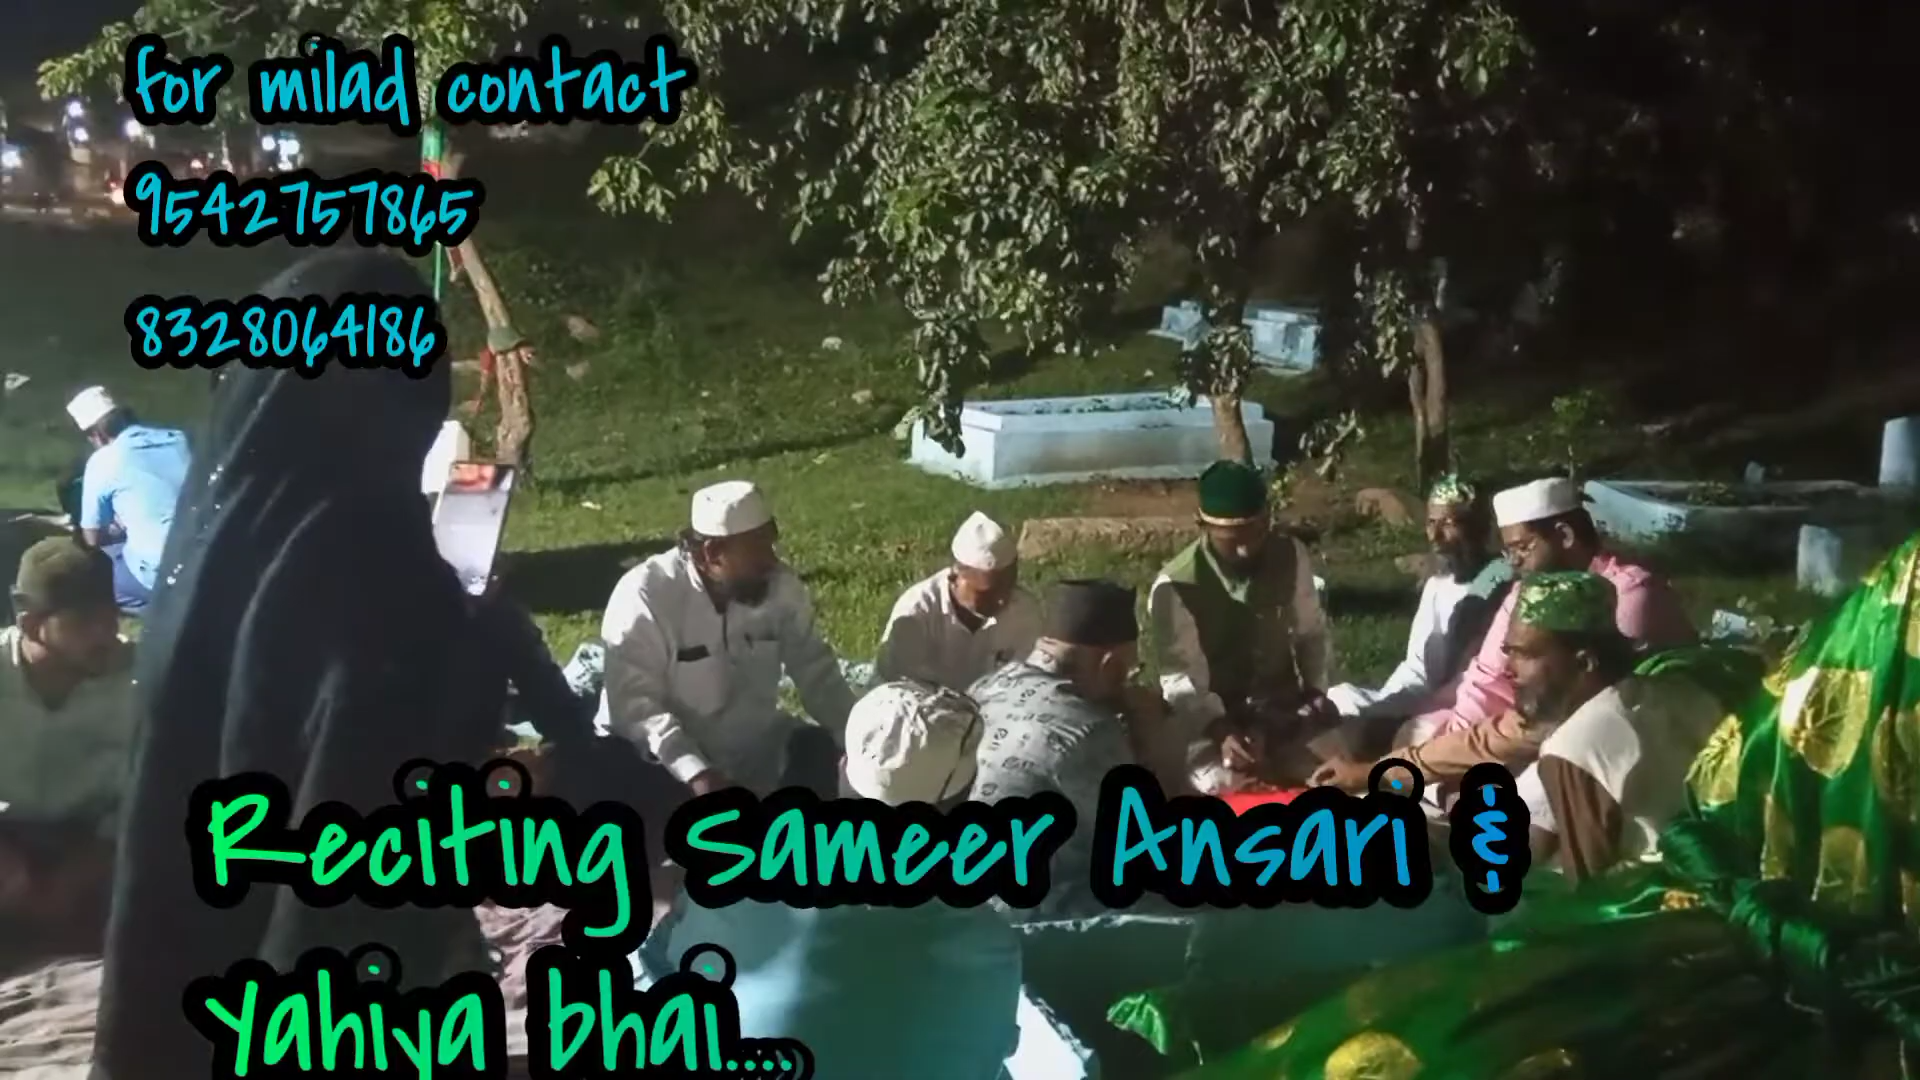 for milad contact
9542757865
8328064186
Reciting Sameer Ansari &
Yahiya bhai....